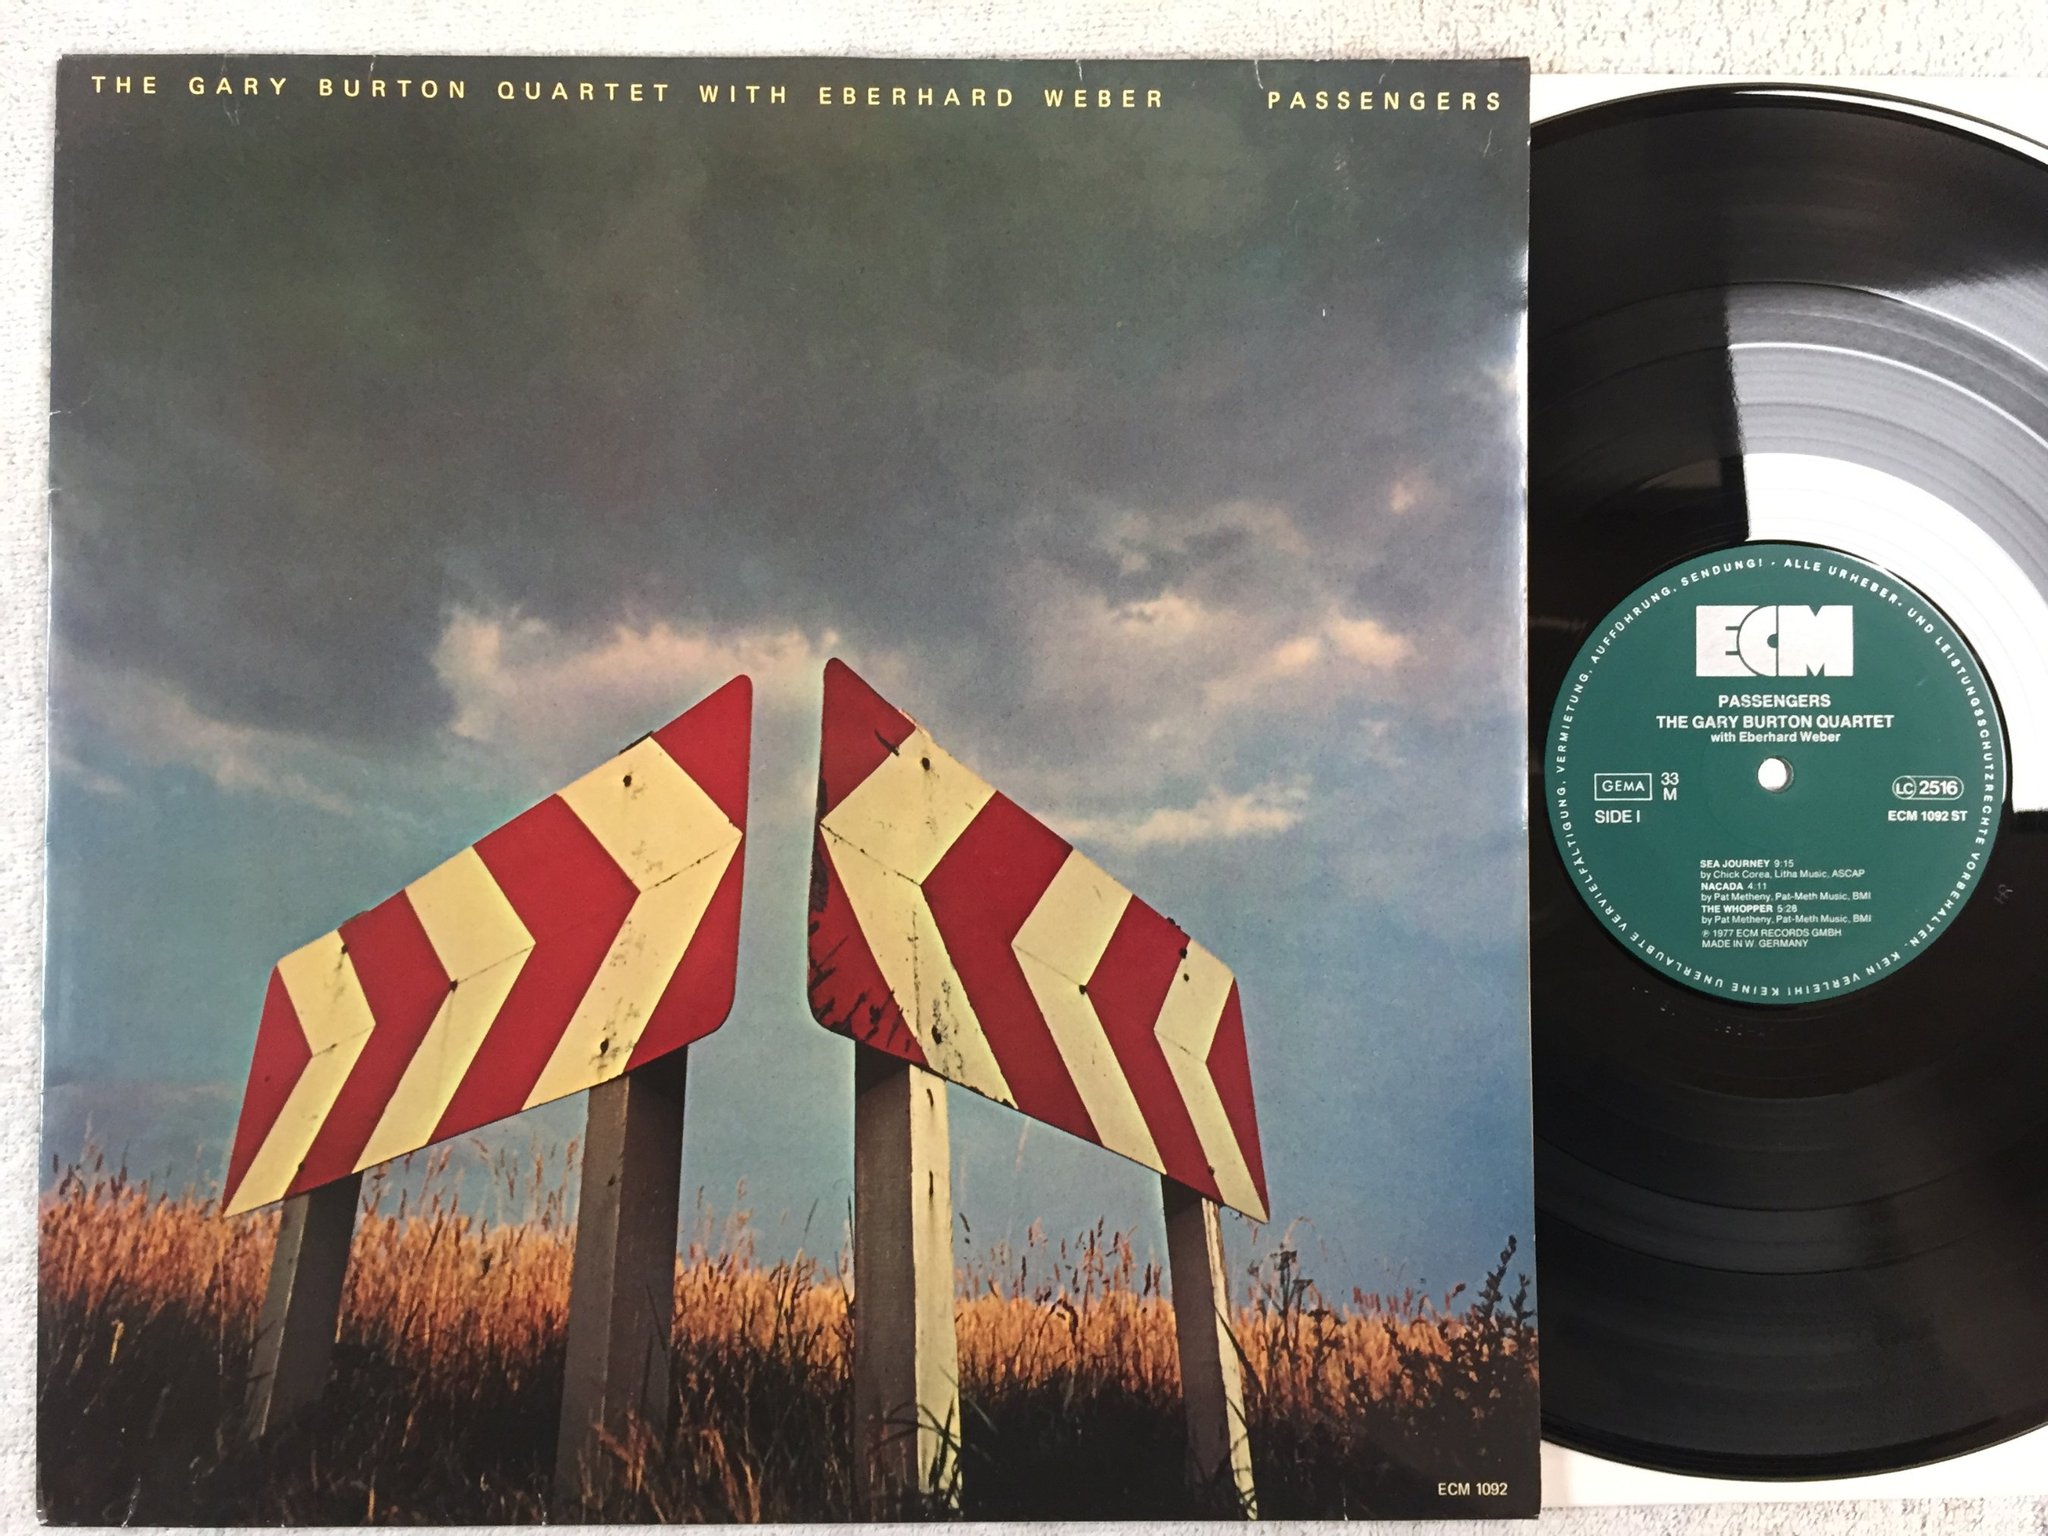 THE GARY BURTON QUARTET WITH EBERHARD WEBER PASSENGERS
ECM 1092
KEINE UNERLAUBTE VERVIELFÄLTIGUNG, VERMIETUNG, AUFFÜHRUNG, SENDUNG! · ALLE URHEBER- UND LEISTUNGSSCHUTZRECHTE VORBEHALTEN · KEIN VERLEIH!
ECM
PASSENGERS
THE GARY BURTON QUARTET
with Eberhard Weber
GEMA 33
M
LC 2516
SIDE I ECM 1092 ST
SEA JOURNEY 9:15
by Chick Corea, Litha Music, ASCAP
NACADA 4:11
by Pat Metheny, Pat-Meth Music, BMI
THE WHOPPER 5:28
by Pat Metheny, Pat-Meth Music, BMI
℗ 1977 ECM RECORDS GMBH
MADE IN W. GERMANY